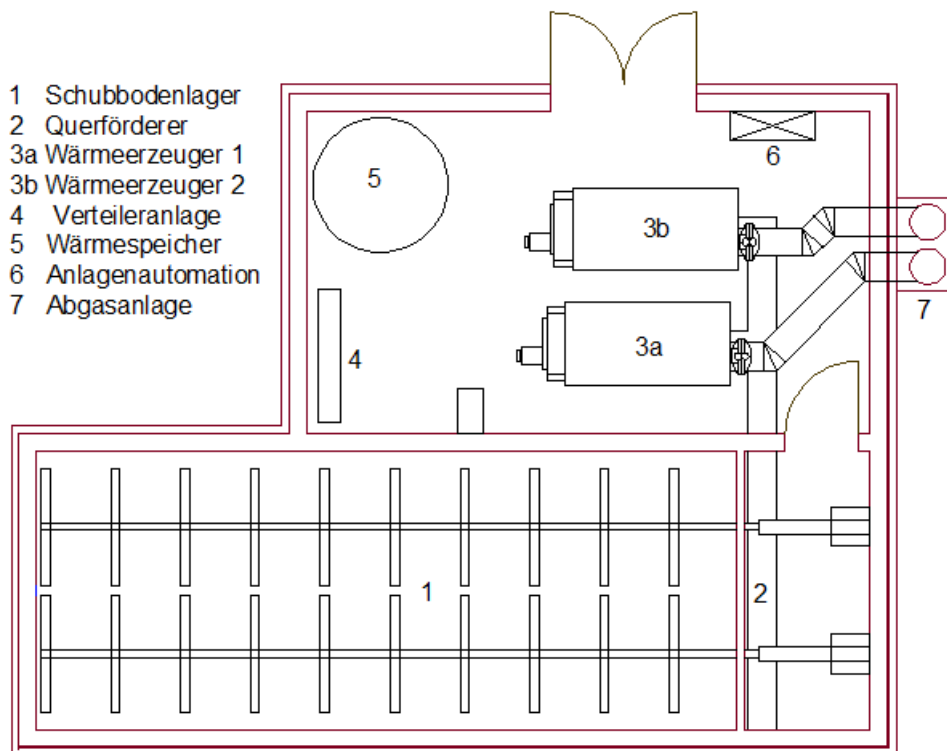 1 Schubbodenlager
2 Querförderer
3a Wärmeerzeuger 1
3b Wärmeerzeuger 2
4 Verteileranlage
5 Wärmespeicher
6 Anlagenautomation
7 Abgasanlage
5
6
3b
7
3a
4
1
2